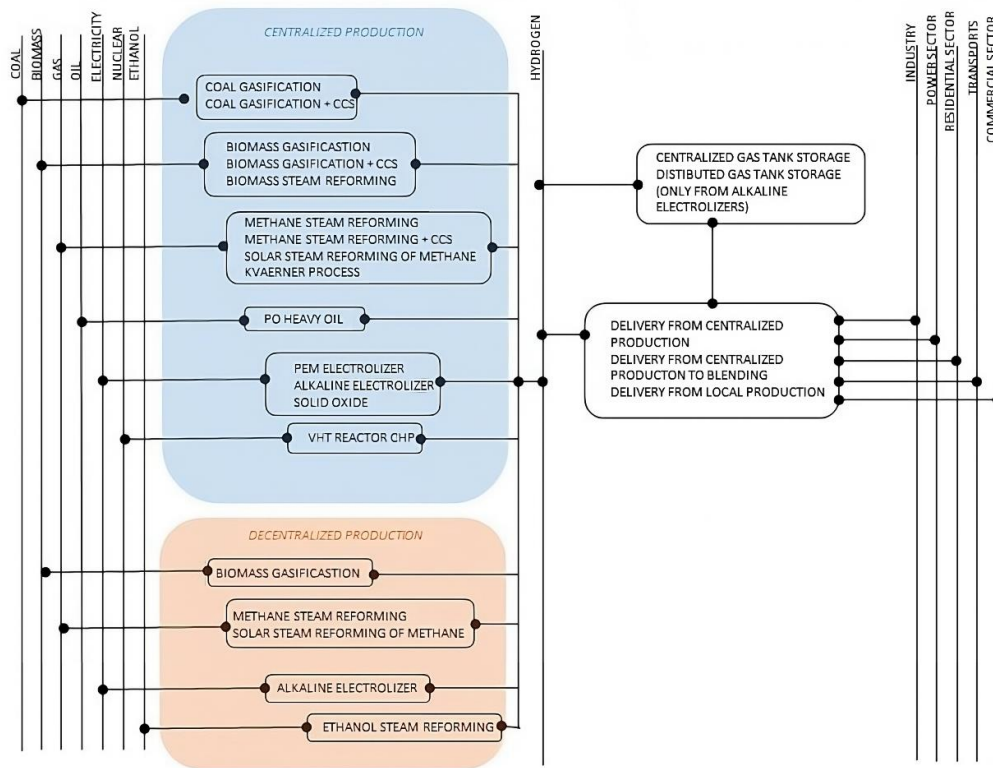 COAL
BIOMASS
GAS
OIL
ELECTRICITY
NUCLEAR
ETHANOL
CENTRALIZED PRODUCTION
COAL GASIFICATION
COAL GASIFICATION + CCS
BIOMASS GASIFICASTION
BIOMASS GASIFICATION + CCS
BIOMASS STEAM REFORMING
METHANE STEAM REFORMING
METHANE STEAM REFORMING + CCS
SOLAR STEAM REFORMING OF METHANE
KVAERNER PROCESS
PO HEAVY OIL
PEM ELECTROLIZER
ALKALINE ELECTROLIZER
SOLID OXIDE
VHT REACTOR CHP
DECENTRALIZED PRODUCTION
BIOMASS GASIFICASTION
METHANE STEAM REFORMING
SOLAR STEAM REFORMING OF METHANE
ALKALINE ELECTROLIZER
ETHANOL STEAM REFORMING
HYDROGEN
CENTRALIZED GAS TANK STORAGE
DISTIBUTED GAS TANK STORAGE
(ONLY FROM ALKALINE
ELECTROLIZERS)
DELIVERY FROM CENTRALIZED
PRODUCTION
DELIVERY FROM CENTRALIZED
PRODUCTON TO BLENDING
DELIVERY FROM LOCAL PRODUCTION
INDUSTRY
POWER SECTOR
RESIDENTIAL SECTOR
TRANSPORTS
COMMERCIAL SECTOR